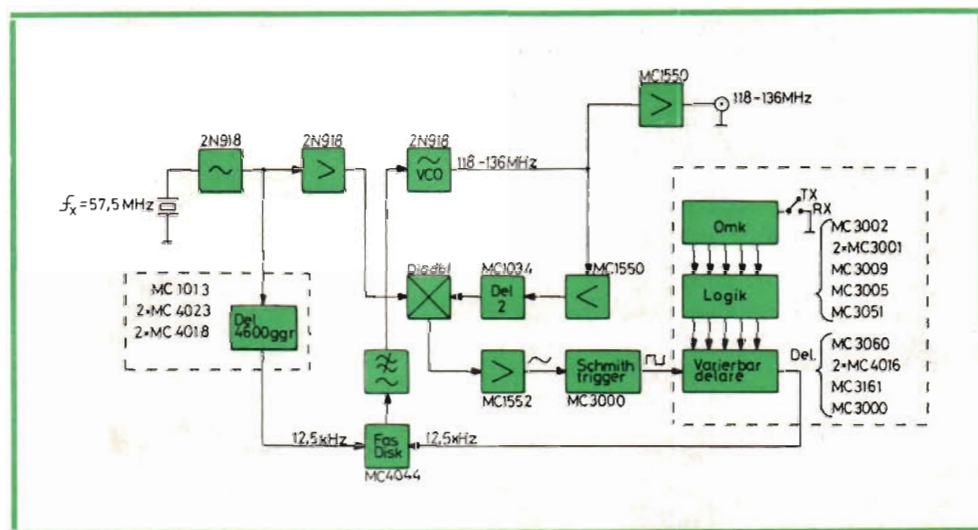 MC1550
118-136MHz
2N918
2N918
2N918
~
>
~
VCO
118-136MHz
>
fx=57,5MHz
TX
RX
Omk
MC3002
2×MC3001
MC3009
MC3005
MC3051
Logik
MC1034
MC1550
Del
2
<
MC1013
2×MC4023
2×MC4018
Del
4600ggr
>
MC1552
Schmith
trigger
MC3000
Varierbar
delare
Del.
MC3060
2×MC4016
MC3161
MC3000
12,5kHz
Fas
Disk
12,5kHz
MC4044